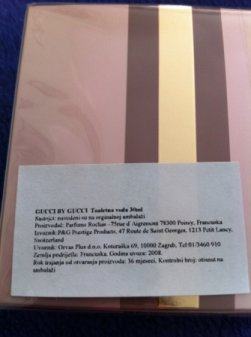 GUCCI BY GUCCI Toaletna voda 30ml
Sastojci: navedeni su na orginalnoj ambalaži
Proizvođač: Parfums Rochas -75rue d'Aigremont 78300 Poissy, Francuska
Izvoznik:P&G Prestige Products, 47 Route de Saint Georges, 1213 Petit Lancy,
Switzerland
Uvoznik: Orvas Plus d.o.o. Kotoraška 69, 10000 Zagreb, Tel:01/3460 910
Zemlja podrijetla: Francuska. Godina uvoza: 2008.
Rok trajanja od otvaranja proizvoda: 36 mjeseci, Kontrolni broj: otisnut na
ambalaži